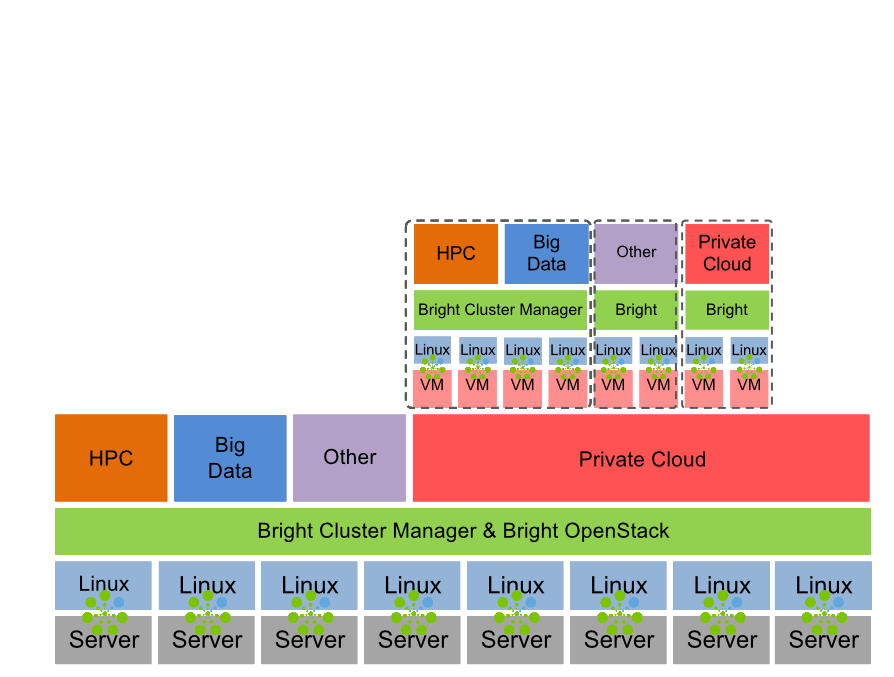 HPC
Big
Data
Other
Private
Cloud
Bright Cluster Manager
Bright
Bright
Linux Linux Linux Linux Linux Linux Linux Linux
VM VM VM VM VM VM VM VM
HPC
Big
Data
Other
Private Cloud
Bright Cluster Manager & Bright OpenStack
Linux Linux Linux Linux Linux Linux Linux Linux
Server Server Server Server Server Server Server Server